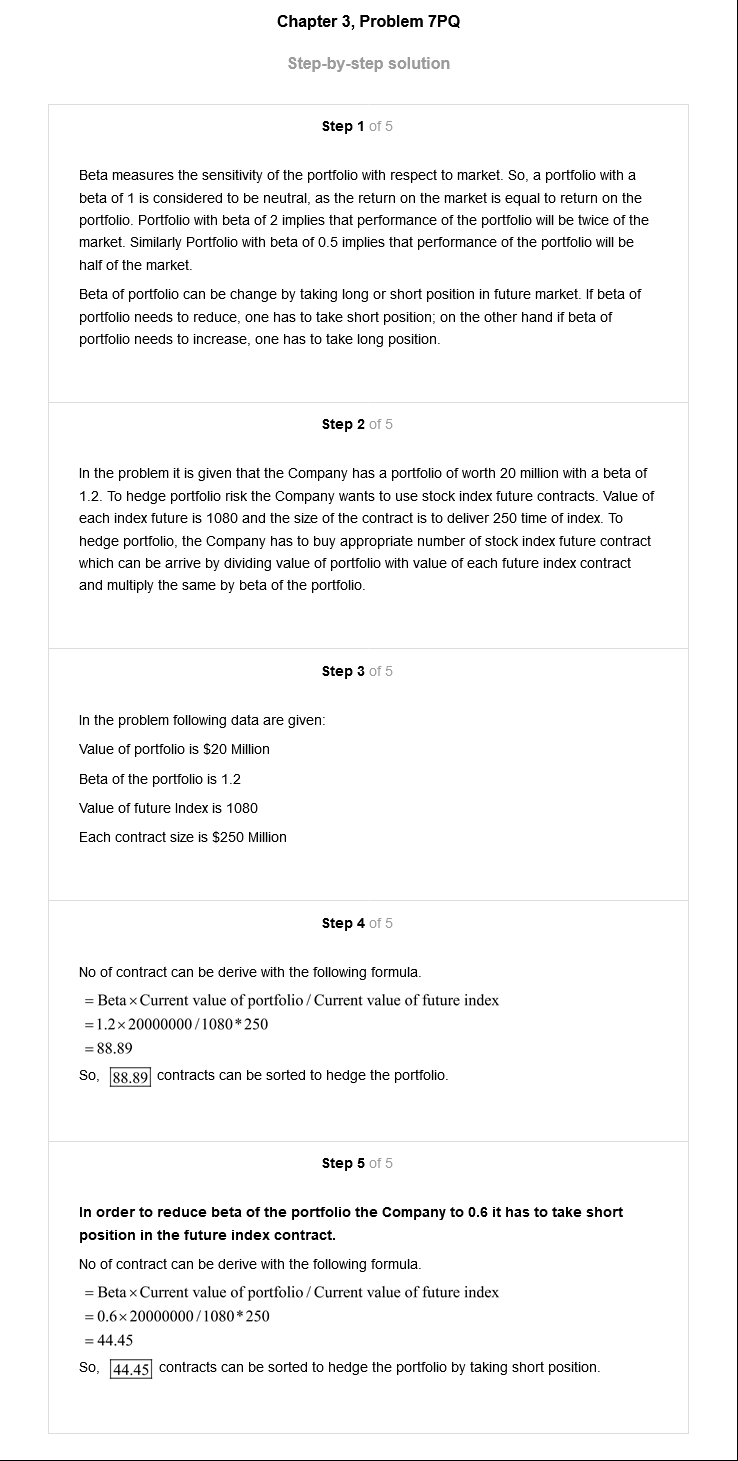 Chapter 3, Problem 7PQ
Step-by-step solution
Step 1 of 5
Beta measures the sensitivity of the portfolio with respect to market. So, a portfolio with a
beta of 1 is considered to be neutral, as the return on the market is equal to return on the
portfolio. Portfolio with beta of 2 implies that performance of the portfolio will be twice of the
market. Similarly Portfolio with beta of 0.5 implies that performance of the portfolio will be
half of the market.
Beta of portfolio can be change by taking long or short position in future market. If beta of
portfolio needs to reduce, one has to take short position; on the other hand if beta of
portfolio needs to increase, one has to take long position.
Step 2 of 5
In the problem it is given that the Company has a portfolio of worth 20 million with a beta of
1.2. To hedge portfolio risk the Company wants to use stock index future contracts. Value of
each index future is 1080 and the size of the contract is to deliver 250 time of index. To
hedge portfolio, the Company has to buy appropriate number of stock index future contract
which can be arrive by dividing value of portfolio with value of each future index contract
and multiply the same by beta of the portfolio.
Step 3 of 5
In the problem following data are given:
Value of portfolio is $20 Million
Beta of the portfolio is 1.2
Value of future Index is 1080
Each contract size is $250 Million
Step 4 of 5
No of contract can be derive with the following formula.
= Beta × Current value of portfolio / Current value of future index
= 1.2 × 20000000 / 1080 * 250
= 88.89
So, 88.89 contracts can be sorted to hedge the portfolio.
Step 5 of 5
In order to reduce beta of the portfolio the Company to 0.6 it has to take short
position in the future index contract.
No of contract can be derive with the following formula.
= Beta × Current value of portfolio / Current value of future index
= 0.6 × 20000000 / 1080 * 250
= 44.45
So, 44.45 contracts can be sorted to hedge the portfolio by taking short position.